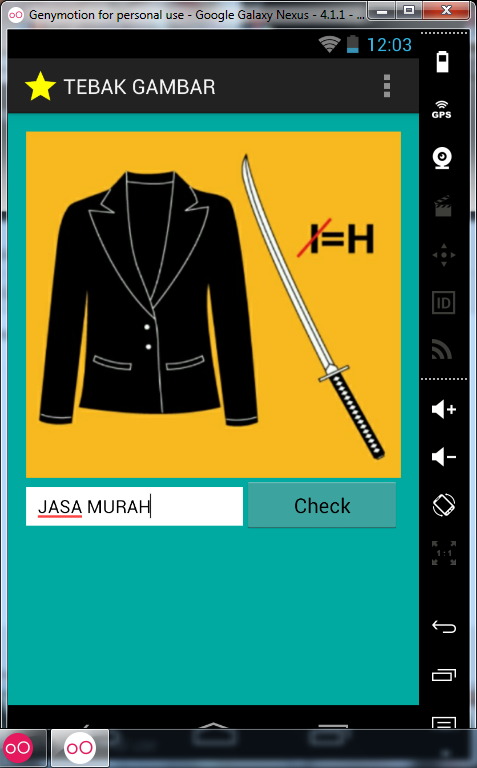 Genymotion for personal use - Google Galaxy Nexus - 4.1.1 - ...
12:03
TEBAK GAMBAR
GPS
I=H
ID
JASA MURAH
Check
1:1